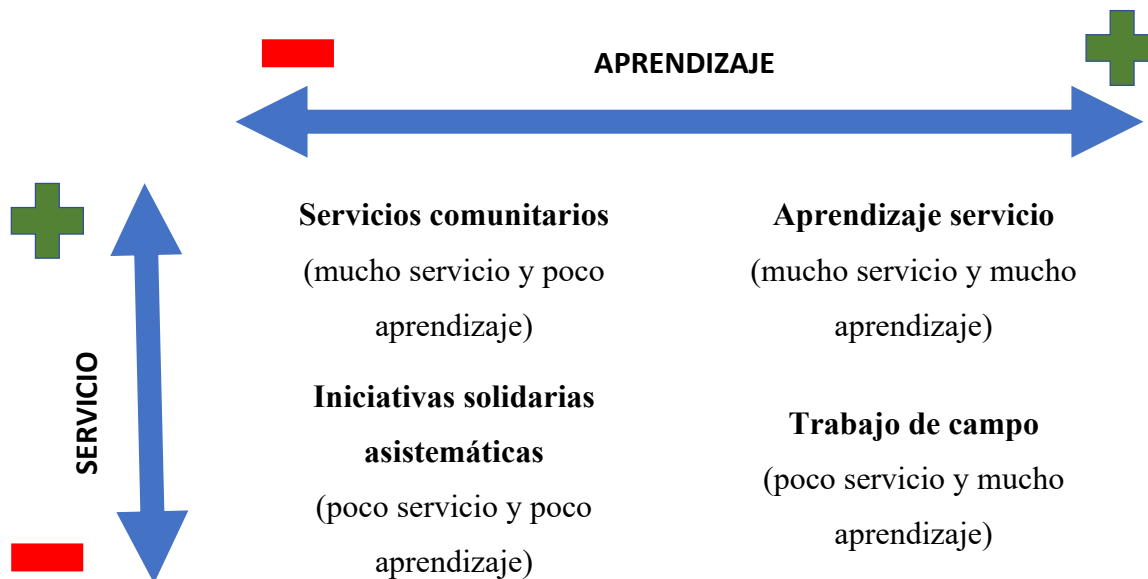 APRENDIZAJE
SERVICIO
Servicios comunitarios
(mucho servicio y poco
aprendizaje)
Aprendizaje servicio
(mucho servicio y mucho
aprendizaje)
Iniciativas solidarias
asistemáticas
(poco servicio y poco
aprendizaje)
Trabajo de campo
(poco servicio y mucho
aprendizaje)